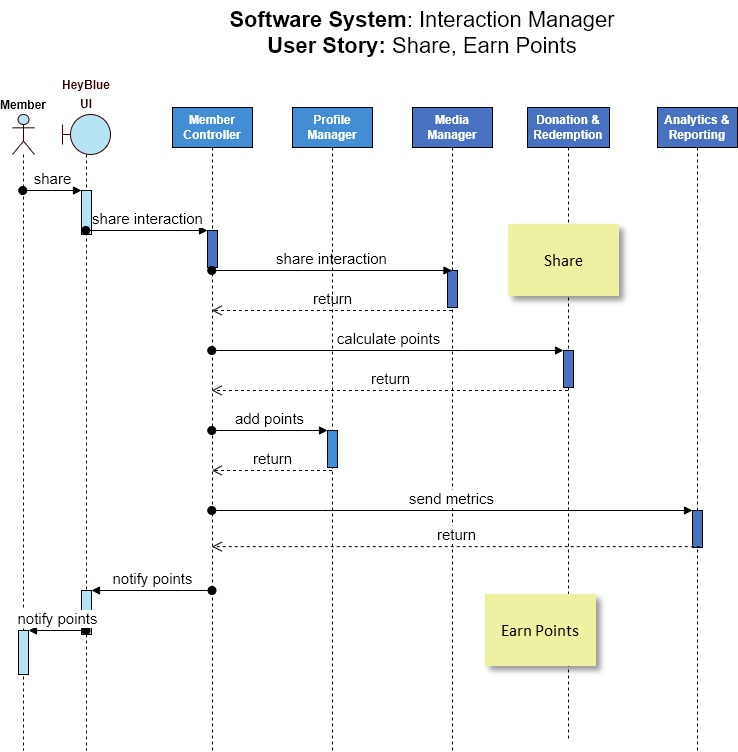 Software System: Interaction Manager
User Story: Share, Earn Points
HeyBlue
UI
Member
Member
Controller
Profile
Manager
Media
Manager
Donation &
Redemption
Analytics &
Reporting
share
share interaction
share interaction
Share
return
calculate points
return
add points
return
send metrics
return
notify points
notify points
Earn Points